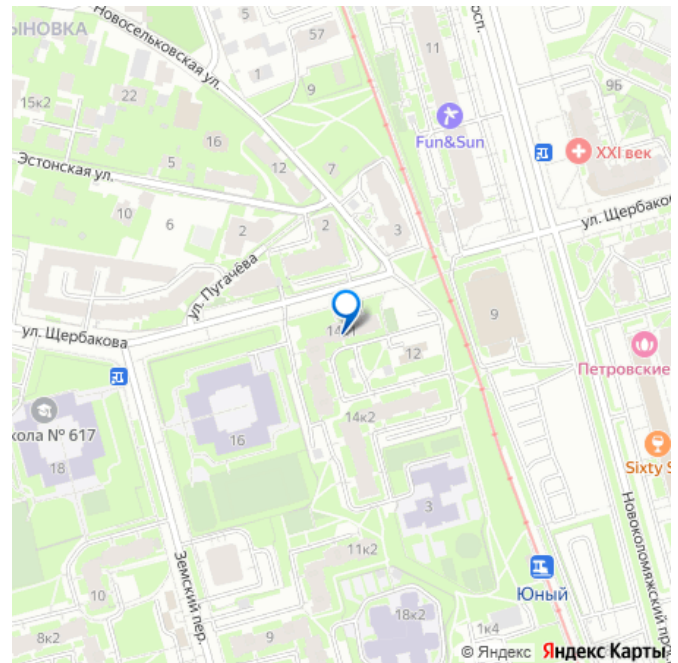 ЫНОВКА
Новосельковская ул.
5
57
1
9
11
просп.
9Б
15к2
22
16
Fun&Sun
XXI век
Эстонская ул.
5
12
7
10
6
2
2
3
ул. Щербаков
ул. Пугачёва
ул. Щербакова
9
12
Петровские
14к2
кола № 617
18
16
Sixty S
3
Новоколомяжский пр
11к2
Земский пер.
Юный
10
18к2
8к2
9
1к4
© Яндекс Яндекс Карты